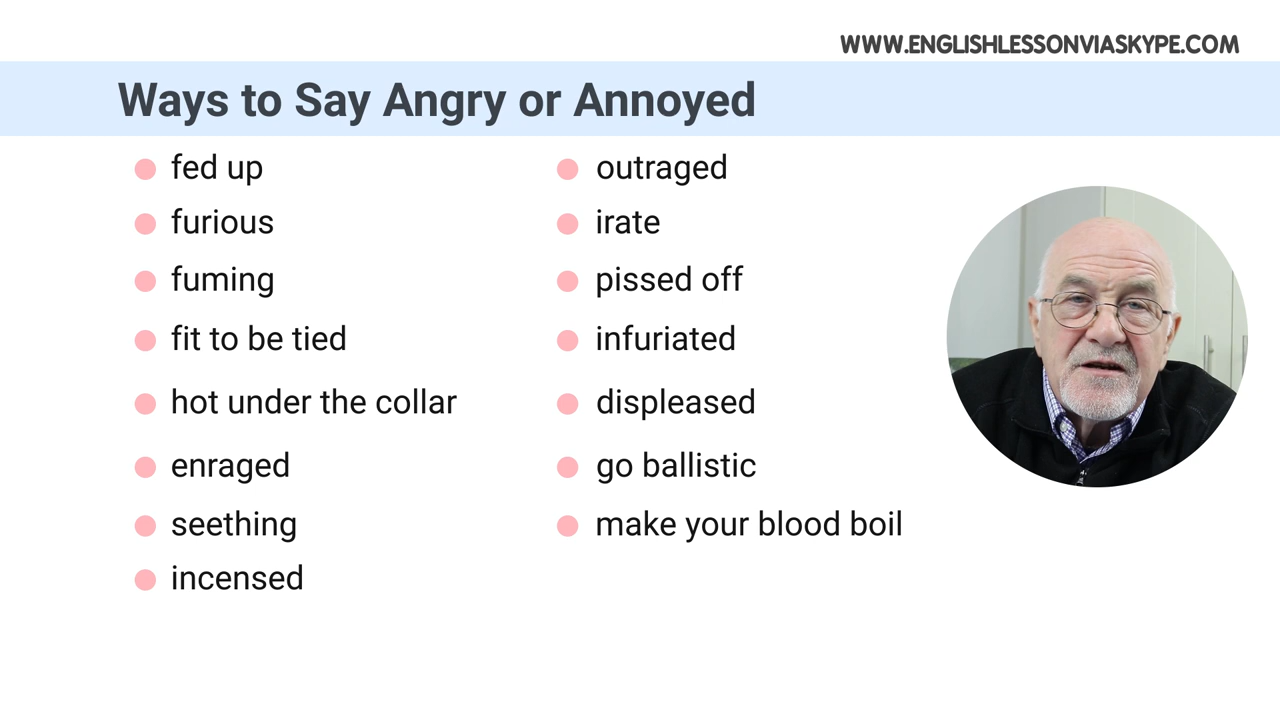 WWW.ENGLISHLESSONVIASKYPE.COM
Ways to Say Angry or Annoyed
fed up
furious
fuming
fit to be tied
hot under the collar
enraged
seething
incensed
outraged
irate
pissed off
infuriated
displeased
go ballistic
make your blood boil